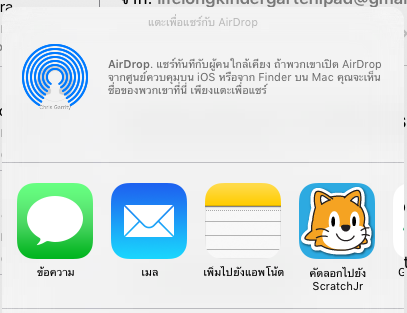 จาก: lifelongkindergartenipad@gma
แตะเพื่อแชร์กับ AirDrop
AirDrop. แชร์ทันทีกับผู้คนใกล้เคียง ถ้าพวกเขาเปิด AirDrop
จากศูนย์ควบคุมบน iOS หรือจาก Finder บน Mac คุณจะเห็น
ชื่อของพวกเขาที่นี่ เพียงแตะเพื่อแชร์
ข้อความ
เมล
เพิ่มไปยังแอพโน้ต
คัดลอกไปยัง
ScratchJr